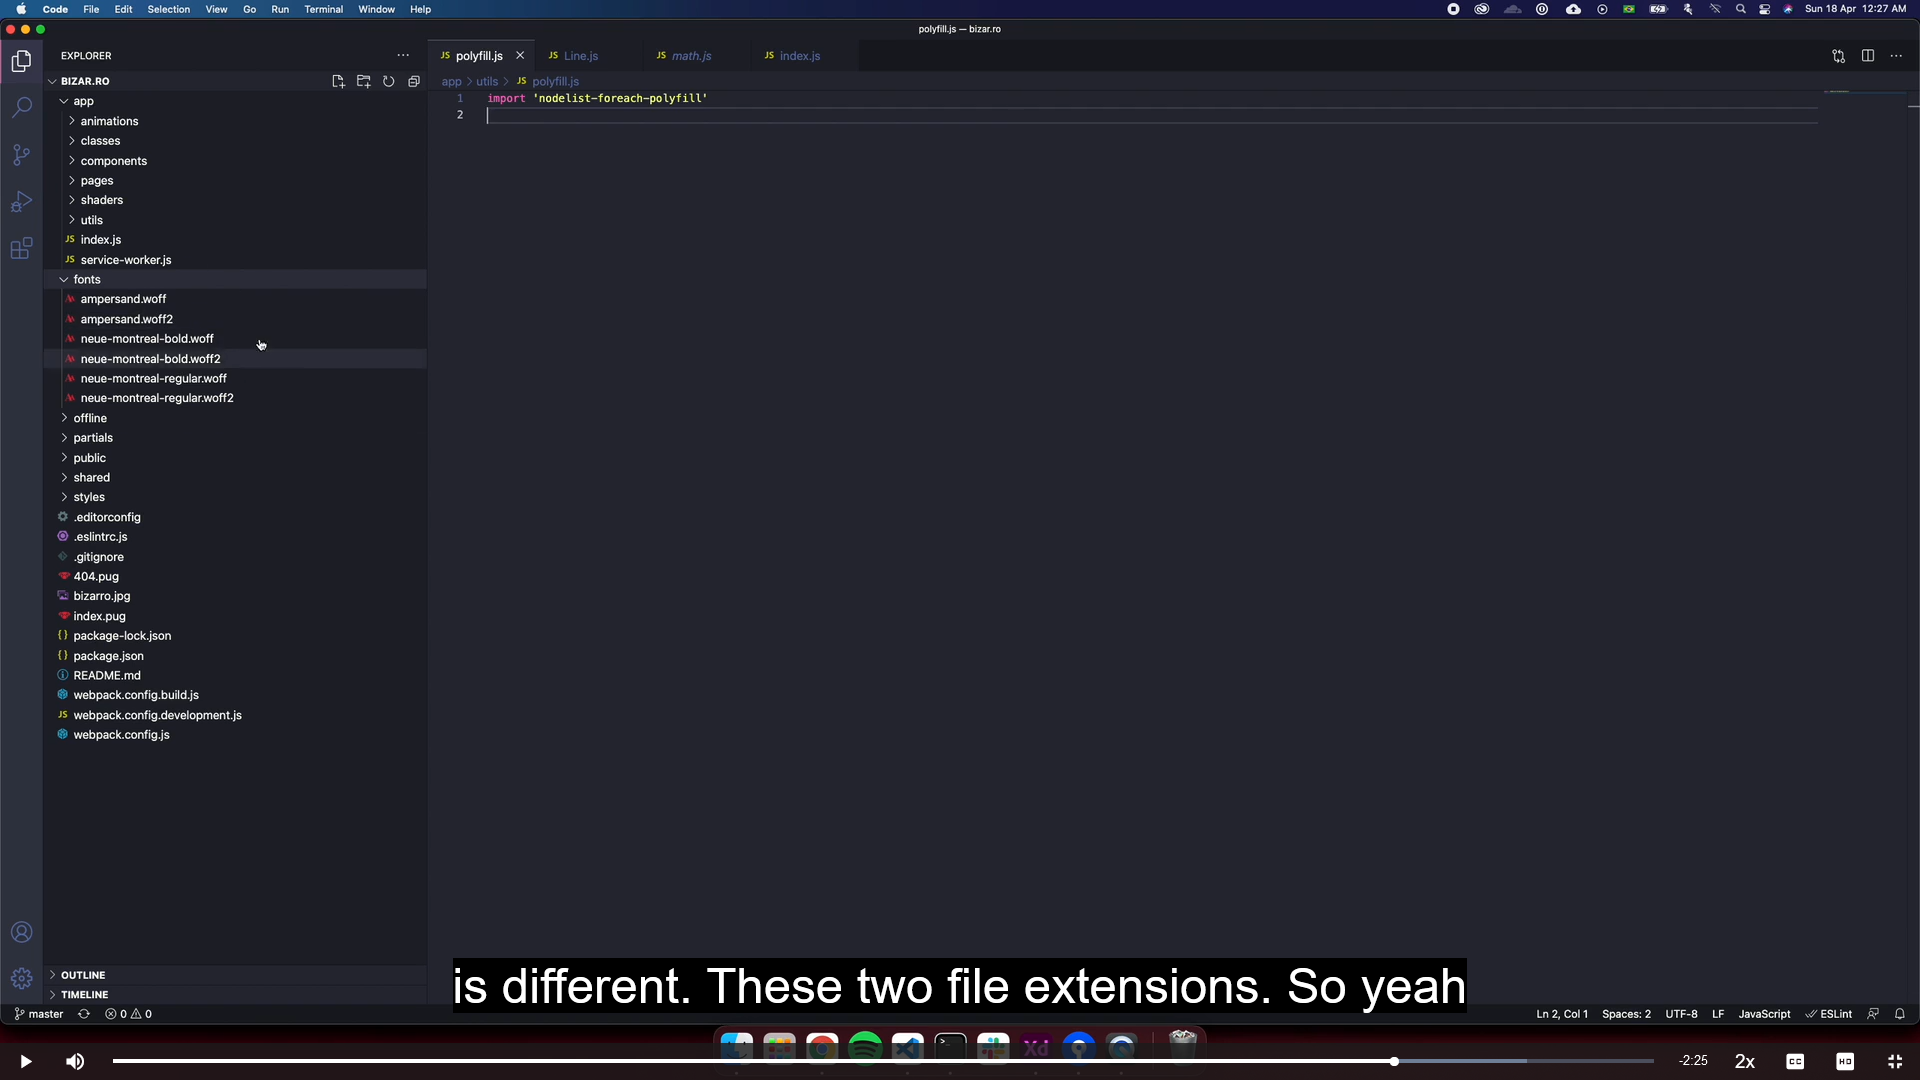 Code File Edit Selection View Go Run Terminal Window Help
Sun 18 Apr 12:27 AM
polyfill.js — bizar.ro
EXPLORER
JS polyfill.js
JS Line.js
JS math.js
JS index.js
BIZAR.RO
app > utils > JS polyfill.js
1 import 'nodelist-foreach-polyfill'
2
app
animations
classes
components
pages
shaders
utils
JS index.js
JS service-worker.js
fonts
ampersand.woff
ampersand.woff2
neue-montreal-bold.woff
neue-montreal-bold.woff2
neue-montreal-regular.woff
neue-montreal-regular.woff2
offline
partials
public
shared
styles
.editorconfig
.eslintrc.js
.gitignore
404.pug
bizarro.jpg
index.pug
{} package-lock.json
{} package.json
README.md
webpack.config.build.js
JS webpack.config.development.js
webpack.config.js
OUTLINE
TIMELINE
is different. These two file extensions. So yeah
master 0 0
Ln 2, Col 1 Spaces: 2 UTF-8 LF JavaScript ESLint
Xd
-2:25 2x CC HD